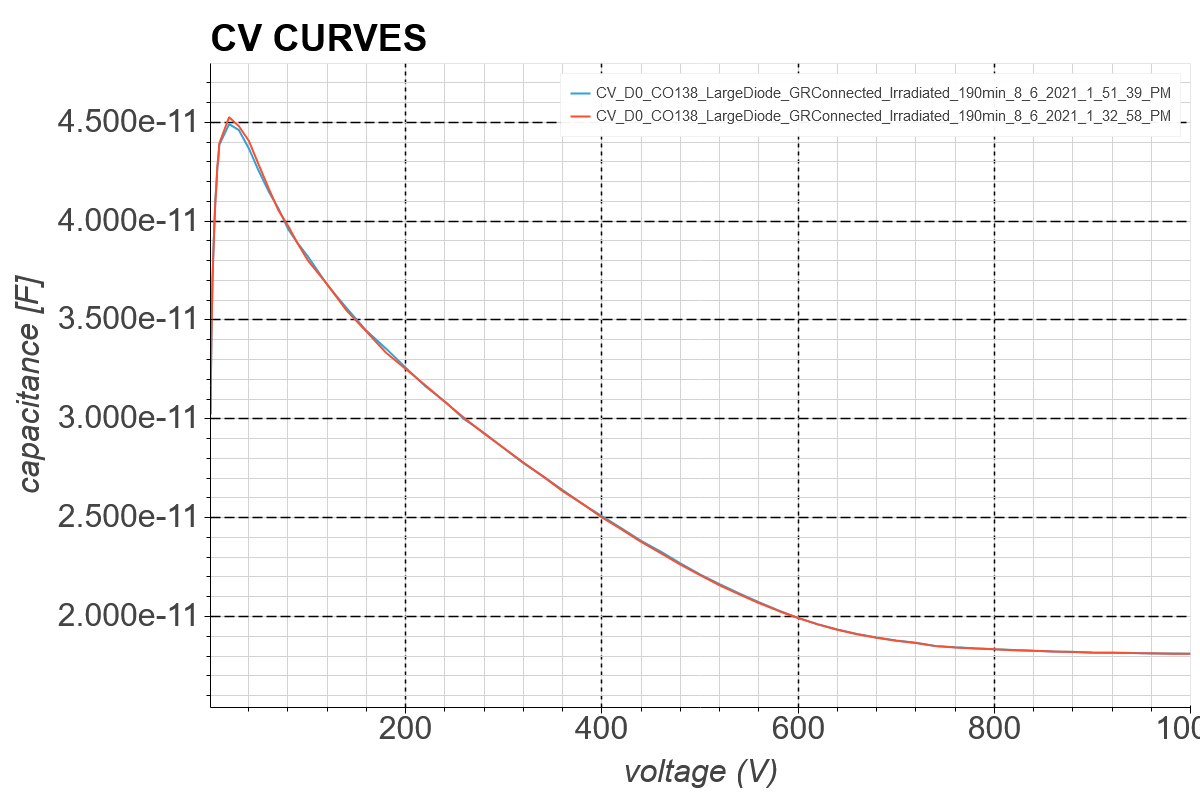 CV CURVES
CV_D0_CO138_LargeDiode_GRConnected_Irradiated_190min_8_6_2021_1_51_39_PM
CV_D0_CO138_LargeDiode_GRConnected_Irradiated_190min_8_6_2021_1_32_58_PM
4.500e-11
4.000e-11
3.500e-11
3.000e-11
2.500e-11
2.000e-11
capacitance [F]
200 400 600 800 100
voltage (V)